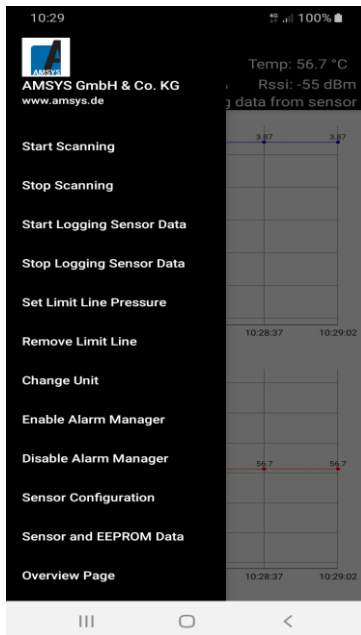 10:29
100%
AMSYS
AMSYS GmbH & Co. KG
www.amsys.de
Temp: 56.7 °C
Rssi: -55 dBm
data from sensor
Start Scanning
Stop Scanning
Start Logging Sensor Data
Stop Logging Sensor Data
Set Limit Line Pressure
Remove Limit Line
Change Unit
Enable Alarm Manager
Disable Alarm Manager
Sensor Configuration
Sensor and EEPROM Data
Overview Page
3.87
3.87
10:28:37
10:29:02
56.7
56.7
10:28:37
10:29:02